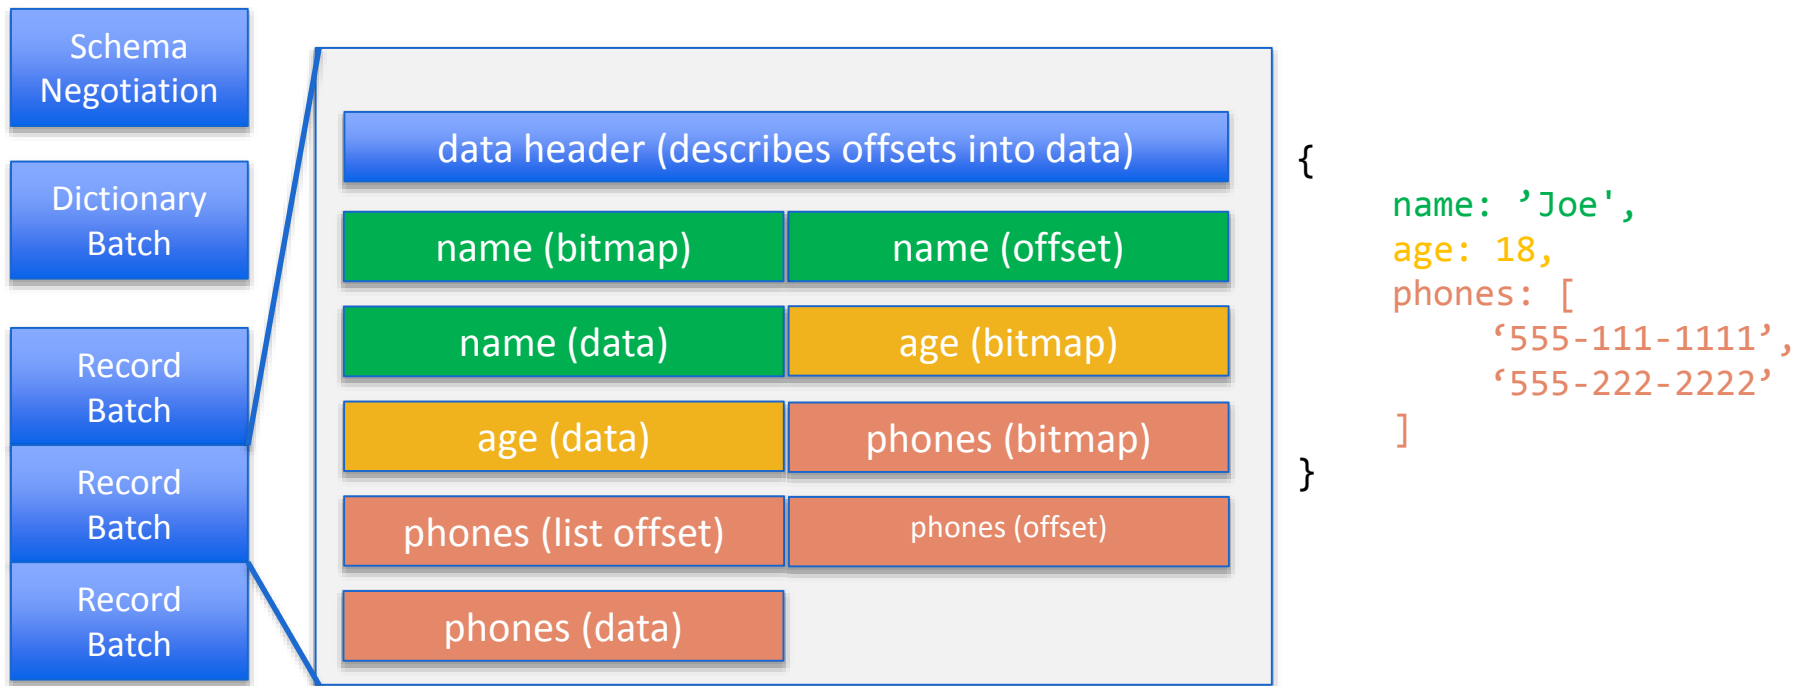 Schema
Negotiation
Dictionary
Batch
Record
Batch
Record
Batch
Record
Batch
data header (describes offsets into data)
name (bitmap)
name (offset)
name (data)
age (bitmap)
age (data)
phones (bitmap)
phones (list offset)
phones (offset)
phones (data)
{
name: ’Joe',
age: 18,
phones: [
‘555-111-1111’,
‘555-222-2222’
]
}